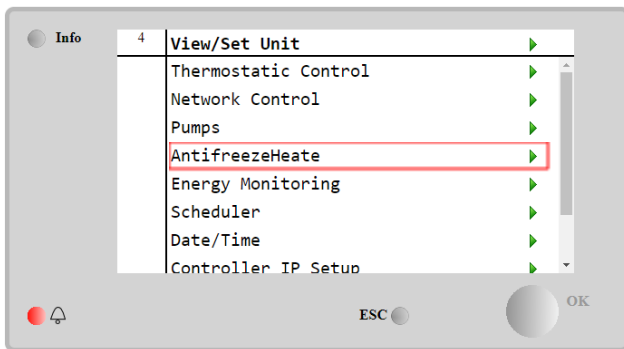 Info
4
View/Set Unit
Thermostatic Control
Network Control
Pumps
AntifreezeHeate
Energy Monitoring
Scheduler
Date/Time
Controller IP Setup
ESC
OK